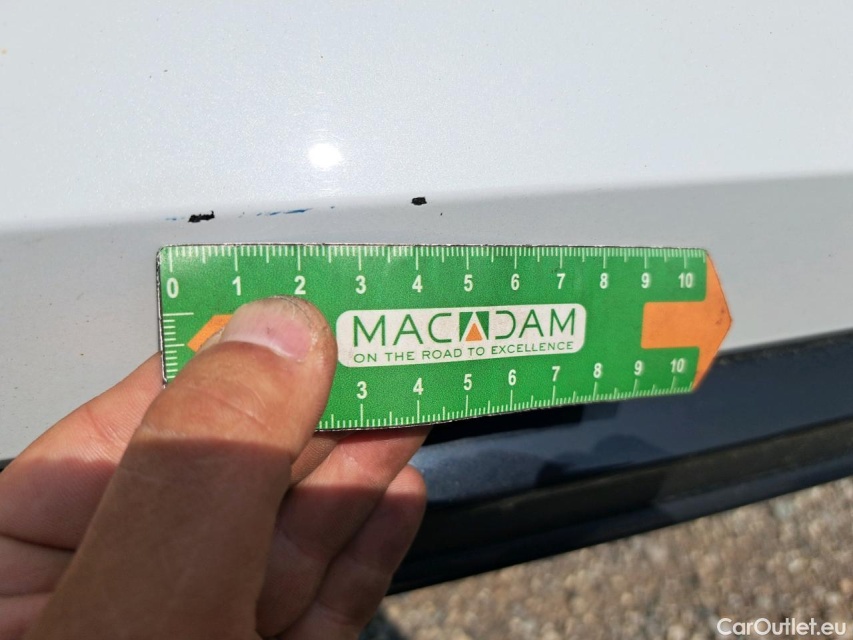 0 1 2 3 4 5 6 7 8 9 10
MACADAM
ON THE ROAD TO EXCELLENCE
3 4 5 6 7 8 9 10
CarOutlet.eu